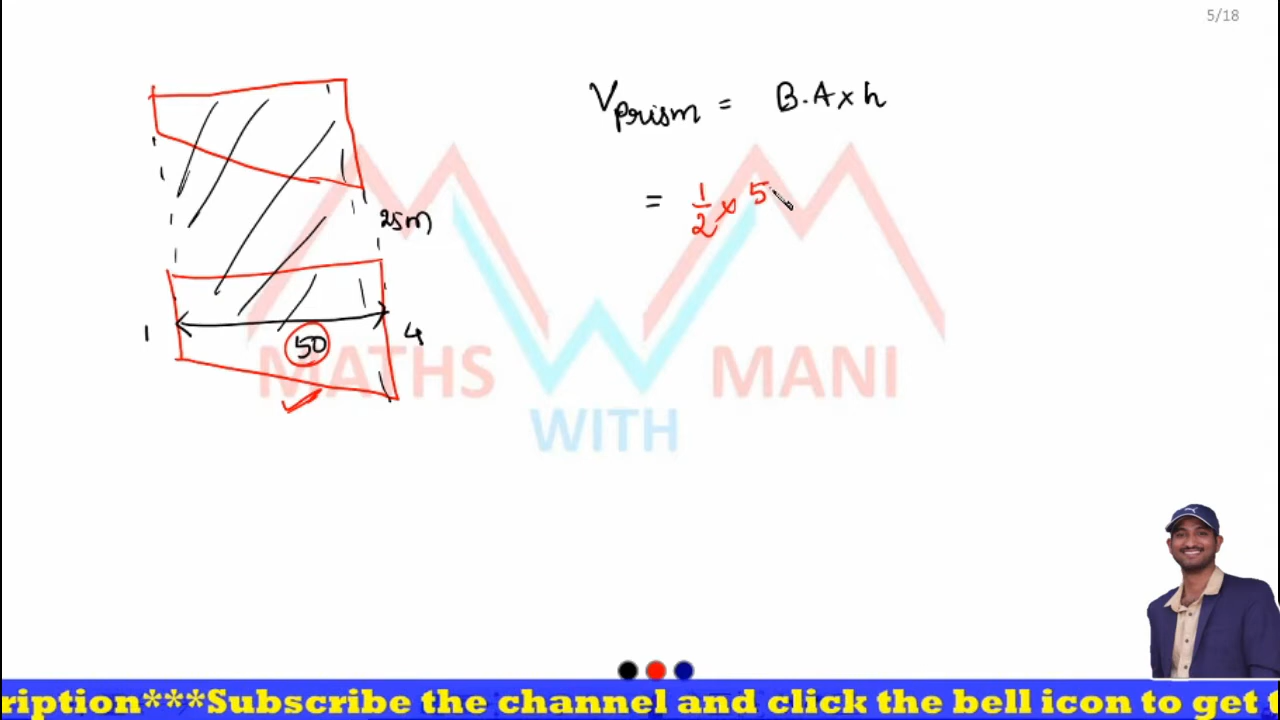 5/18
V Prism = B.A × h
= 1/2 × 5
25m
1
4
50
MATHS WITH MANI
ription***Subscribe the channel and click the bell icon to get t